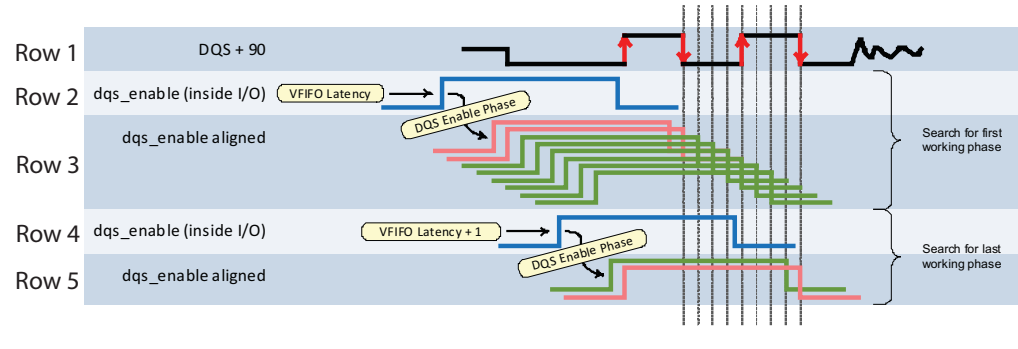 Row 1
DQS + 90
Row 2
dqs_enable (inside I/O)
VFIFO Latency
DQS Enable Phase
Row 3
dqs_enable aligned
Search for first
working phase
Row 4
dqs_enable (inside I/O)
VFIFO Latency + 1
DQS Enable Phase
Row 5
dqs_enable aligned
Search for last
working phase